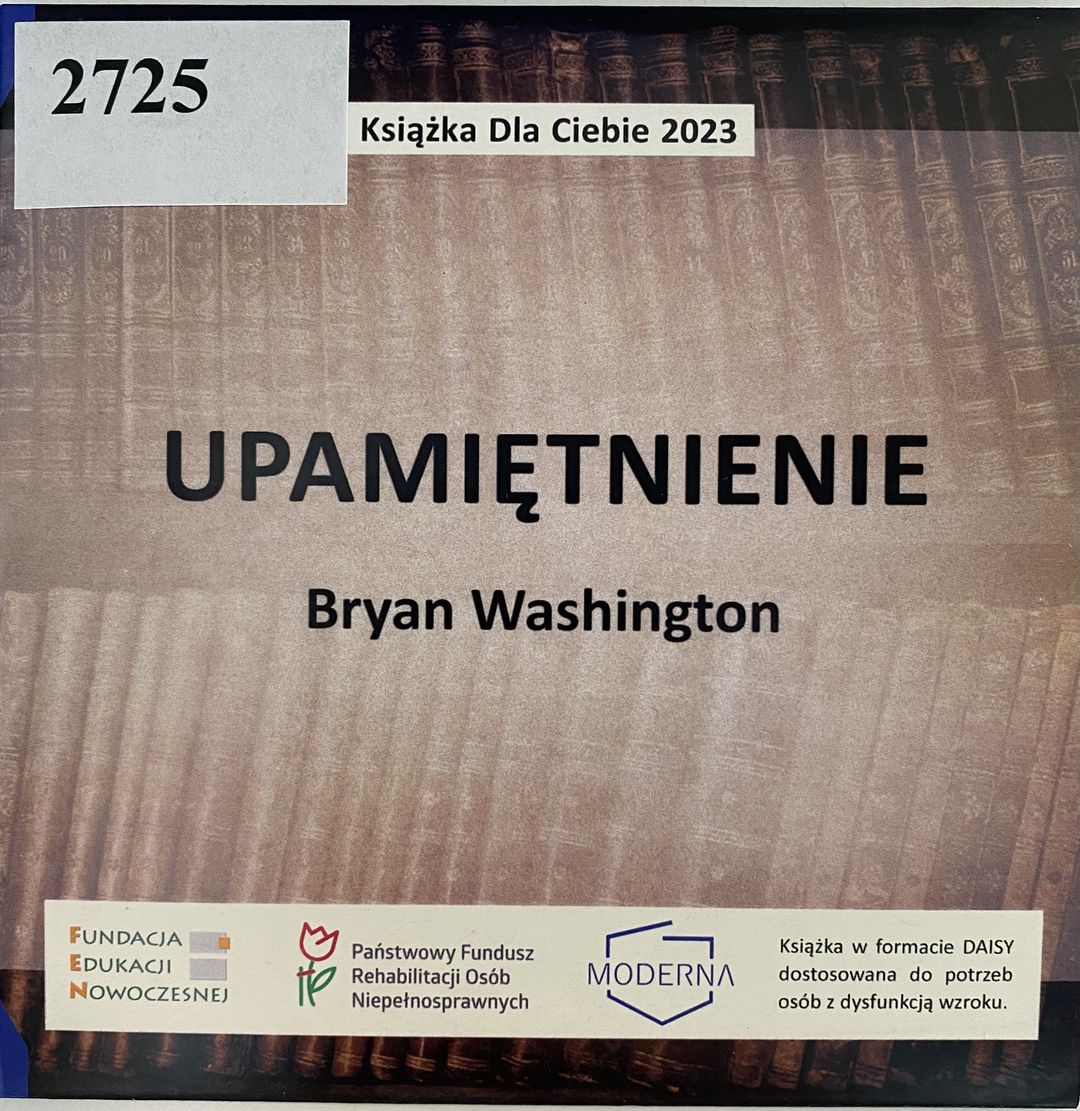 2725
Książka Dla Ciebie 2023
UPAMIĘTNIENIE
Bryan Washington
FUNDACJA
EDUKACJI
NOWOCZESNEJ
Państwowy Fundusz
Rehabilitacji Osób
Niepełnosprawnych
MODERNA
Książka w formacie DAISY
dostosowana do potrzeb
osób z dysfunkcją wzroku.